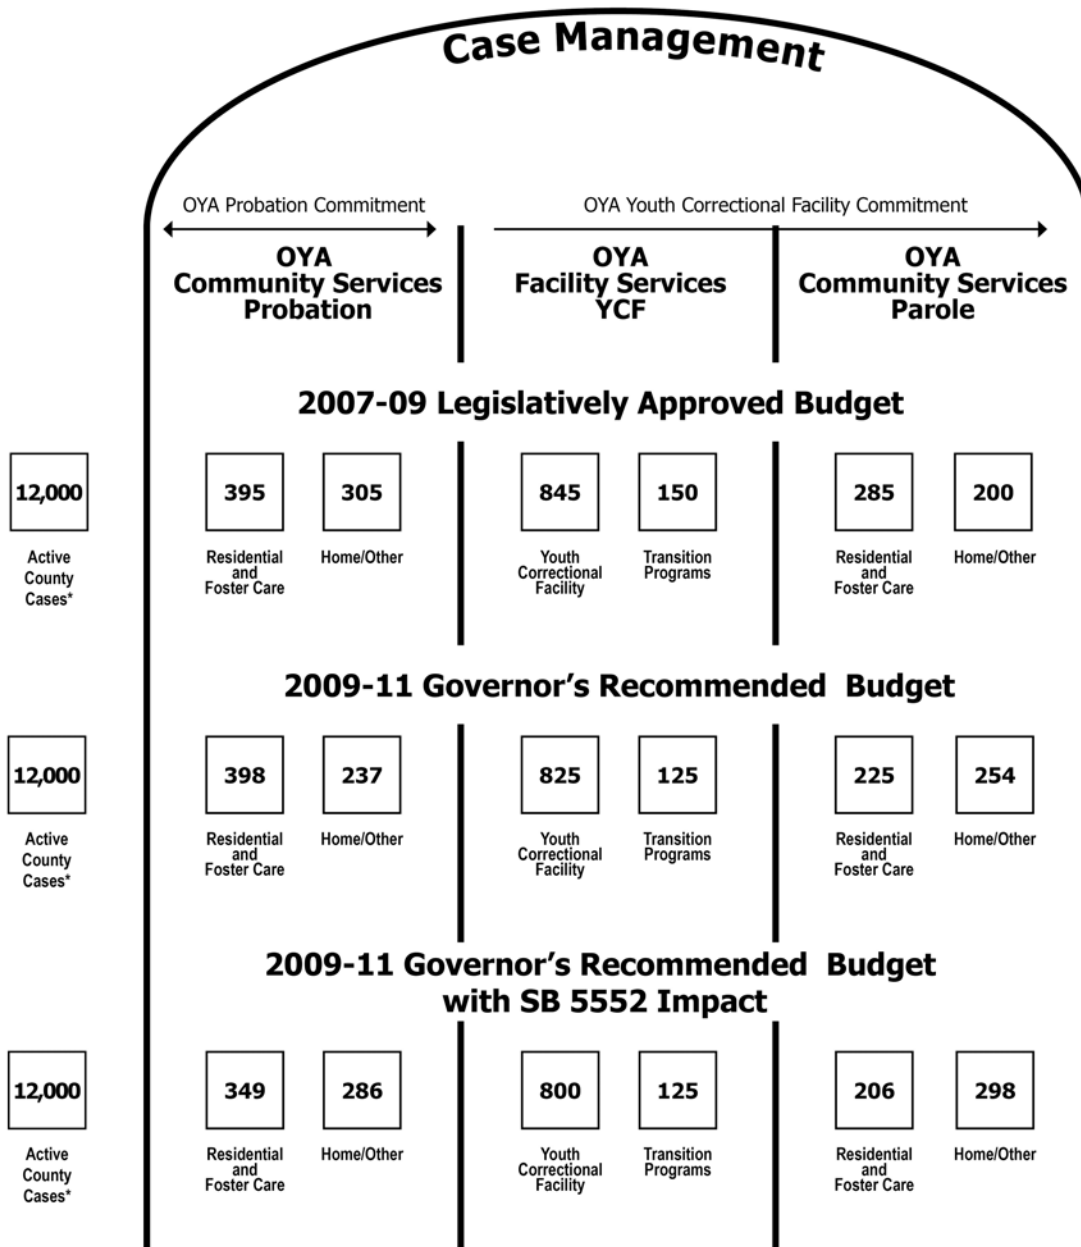 Case Management
OYA Probation Commitment
OYA Youth Correctional Facility Commitment
OYA
Community Services
Probation
OYA
Facility Services
YCF
OYA
Community Services
Parole
2007-09 Legislatively Approved Budget
12,000
395
305
845
150
285
200
Active
County
Cases*
Residential
and
Foster Care
Home/Other
Youth
Correctional
Facility
Transition
Programs
Residential
and
Foster Care
Home/Other
2009-11 Governor’s Recommended Budget
12,000
398
237
825
125
225
254
Active
County
Cases*
Residential
and
Foster Care
Home/Other
Youth
Correctional
Facility
Transition
Programs
Residential
and
Foster Care
Home/Other
2009-11 Governor’s Recommended Budget
with SB 5552 Impact
12,000
349
286
800
125
206
298
Active
County
Cases*
Residential
and
Foster Care
Home/Other
Youth
Correctional
Facility
Transition
Programs
Residential
and
Foster Care
Home/Other